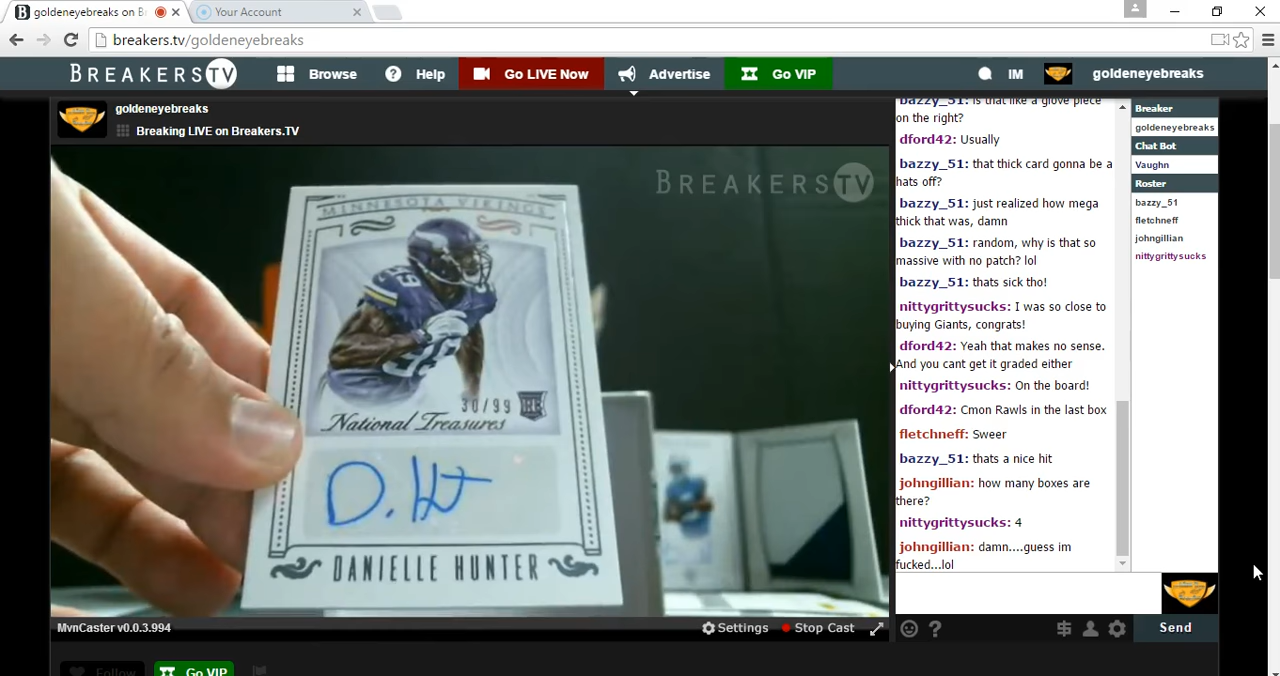 goldeneyebreaks on B
Your Account
breakers.tv/goldeneyebreaks
BREAKERSTV
Browse
Help
Go LIVE Now
Advertise
Go VIP
IM
goldeneyebreaks
goldeneyebreaks
Breaking LIVE on Breakers.TV
BREAKERSTV
MINNESOTA VIKINGS
99
99
30/99
RC
National Treasures
D. Hunt
DANIELLE HUNTER
MvnCaster v0.0.3.994
Settings
Stop Cast
Follow
Go VIP
bazzy_51: is that like a glove piece
on the right?
dford42: Usually
bazzy_51: that thick card gonna be a
hats off?
bazzy_51: just realized how mega
thick that was, damn
bazzy_51: random, why is that so
massive with no patch? lol
bazzy_51: thats sick tho!
nittygrittysucks: I was so close to
buying Giants, congrats!
dford42: Yeah that makes no sense.
And you cant get it graded either
nittygrittysucks: On the board!
dford42: Cmon Rawls in the last box
fletchneff: Sweer
bazzy_51: thats a nice hit
johngillian: how many boxes are
there?
nittygrittysucks: 4
johngillian: damn....guess im
fucked...lol
Send
Breaker
goldeneyebreaks
Chat Bot
Vaughn
Roster
bazzy_51
fletchneff
johngillian
nittygrittysucks